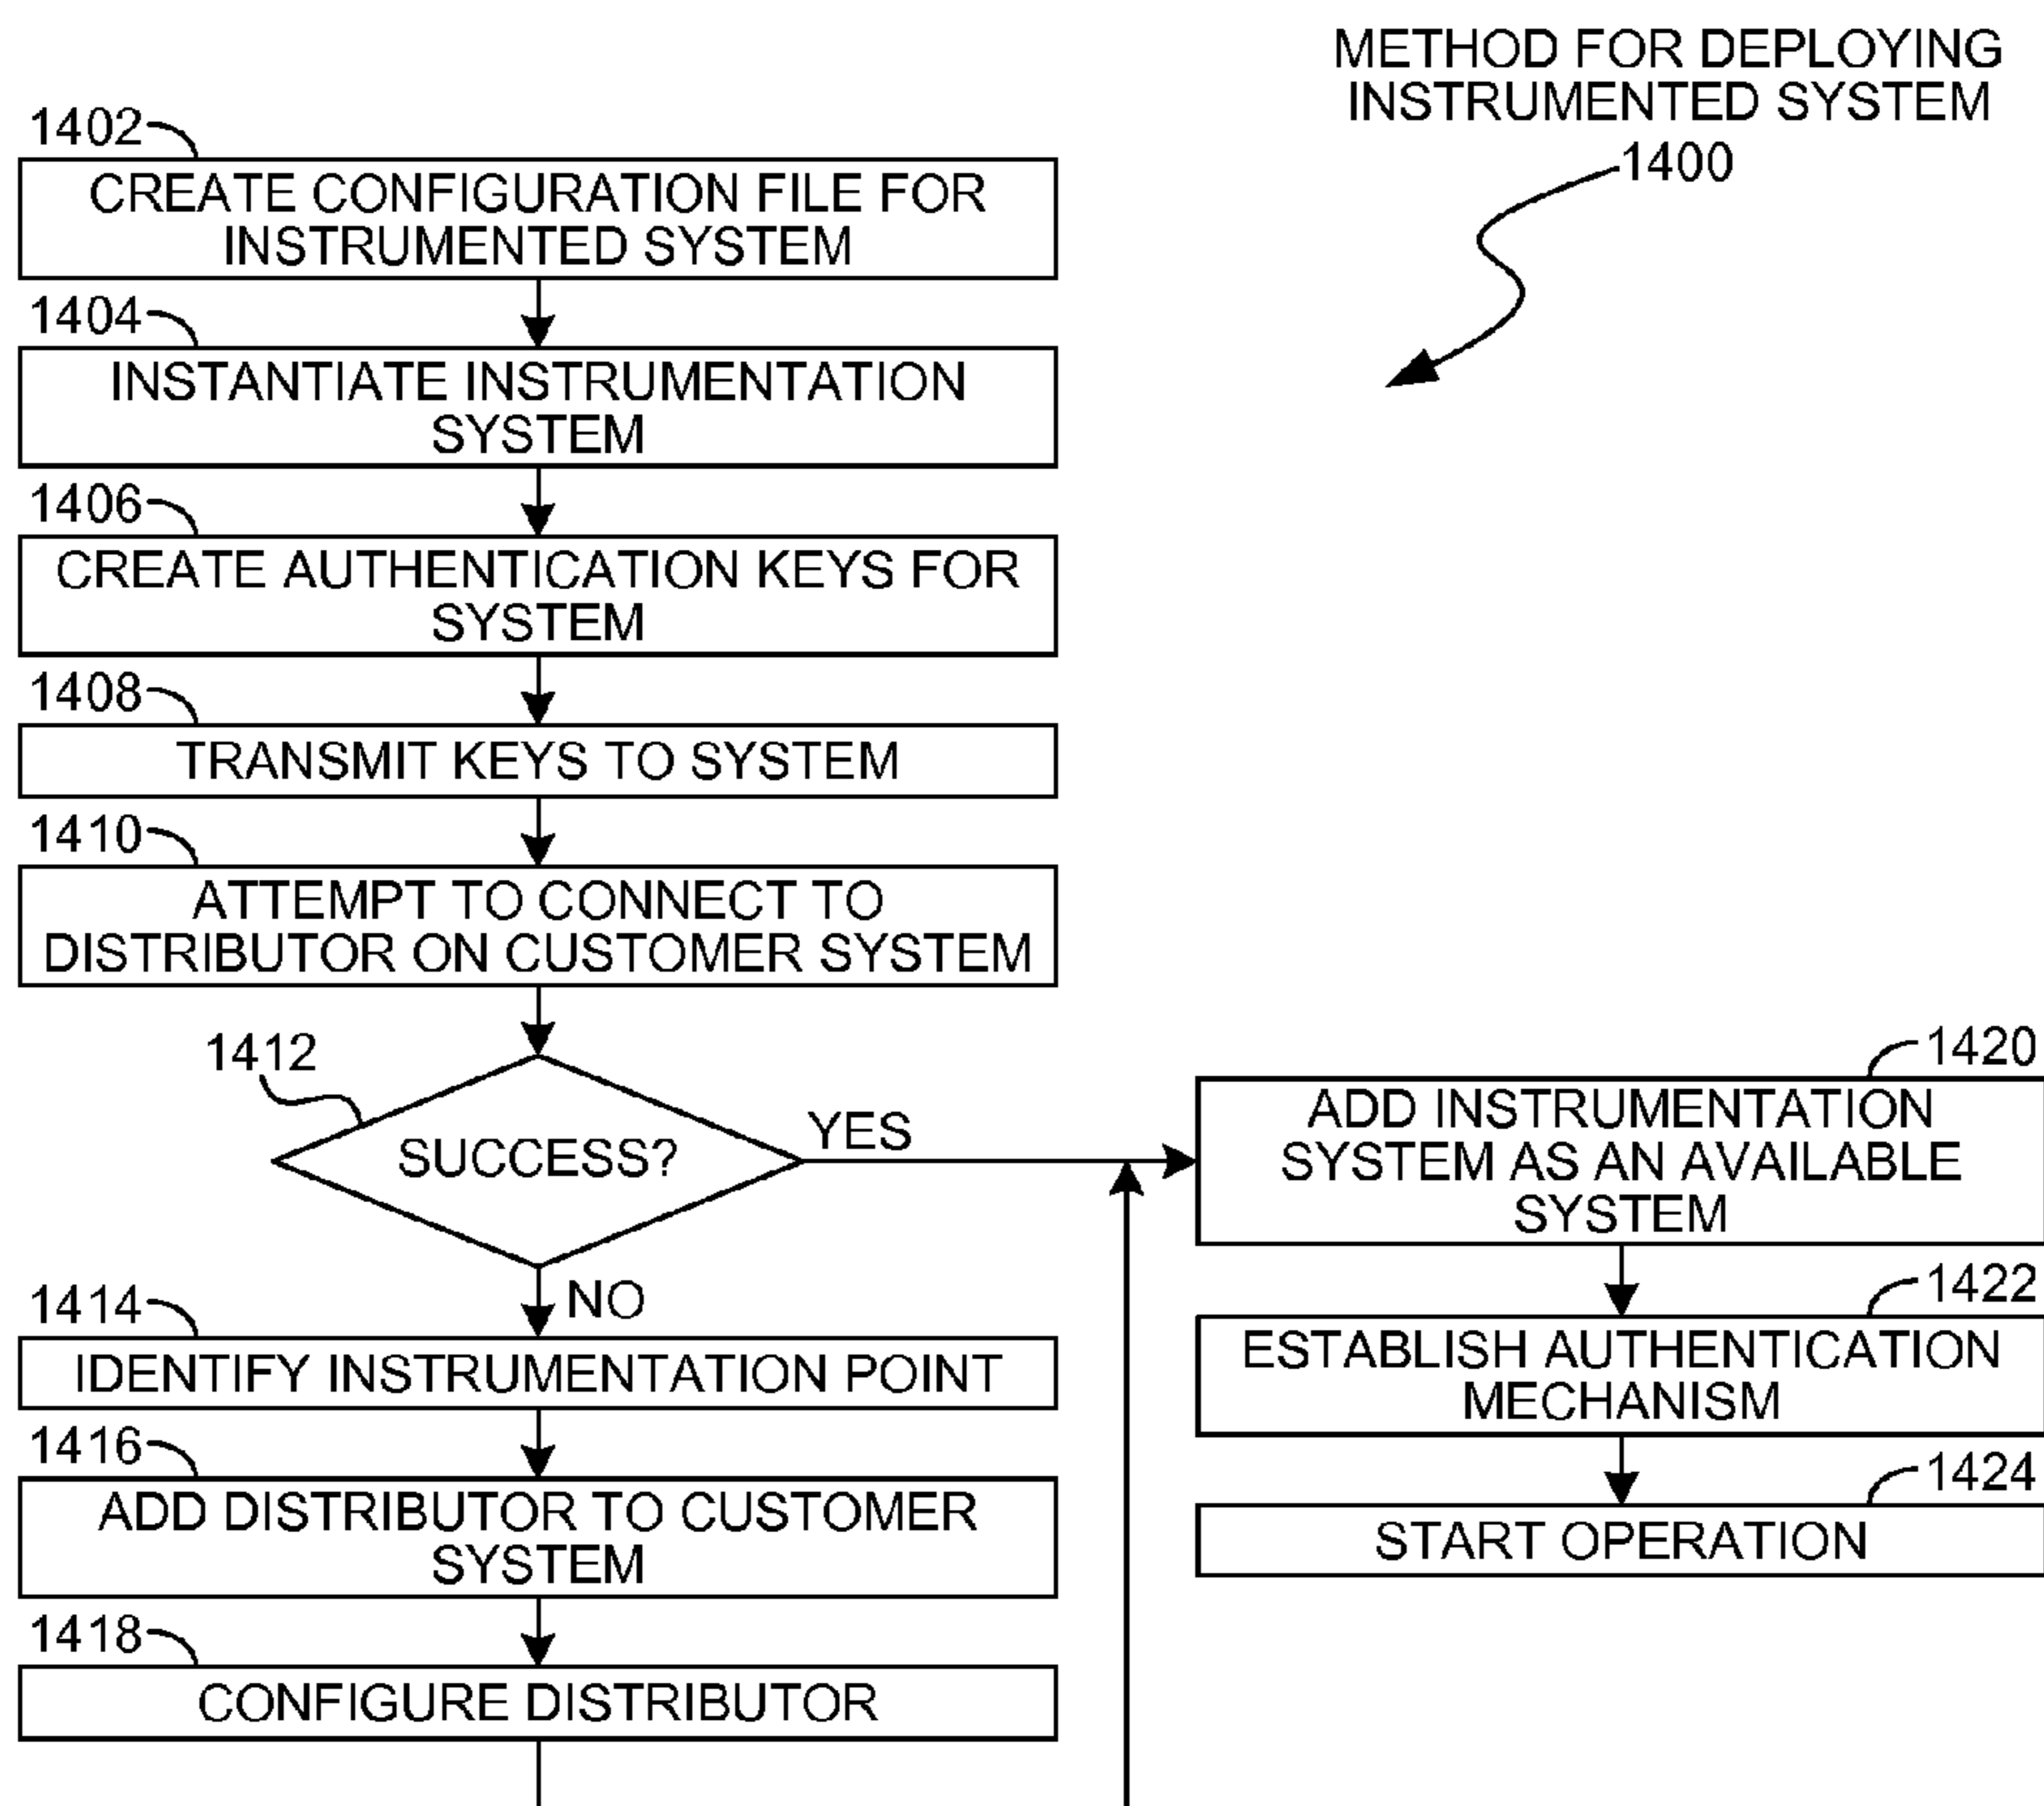 METHOD FOR DEPLOYING
INSTRUMENTED SYSTEM
1400
1402
CREATE CONFIGURATION FILE FOR
INSTRUMENTED SYSTEM
1404
INSTANTIATE INSTRUMENTATION
SYSTEM
1406
CREATE AUTHENTICATION KEYS FOR
SYSTEM
1408
TRANSMIT KEYS TO SYSTEM
1410
ATTEMPT TO CONNECT TO
DISTRIBUTOR ON CUSTOMER SYSTEM
1412
SUCCESS?
YES
NO
1414
IDENTIFY INSTRUMENTATION POINT
1416
ADD DISTRIBUTOR TO CUSTOMER
SYSTEM
1418
CONFIGURE DISTRIBUTOR
1420
ADD INSTRUMENTATION
SYSTEM AS AN AVAILABLE
SYSTEM
1422
ESTABLISH AUTHENTICATION
MECHANISM
1424
START OPERATION